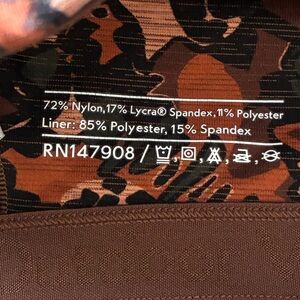 72% Nylon,17% Lycra® Spandex,11% Polyester
Liner: 85% Polyester, 15% Spandex
RN147908 /